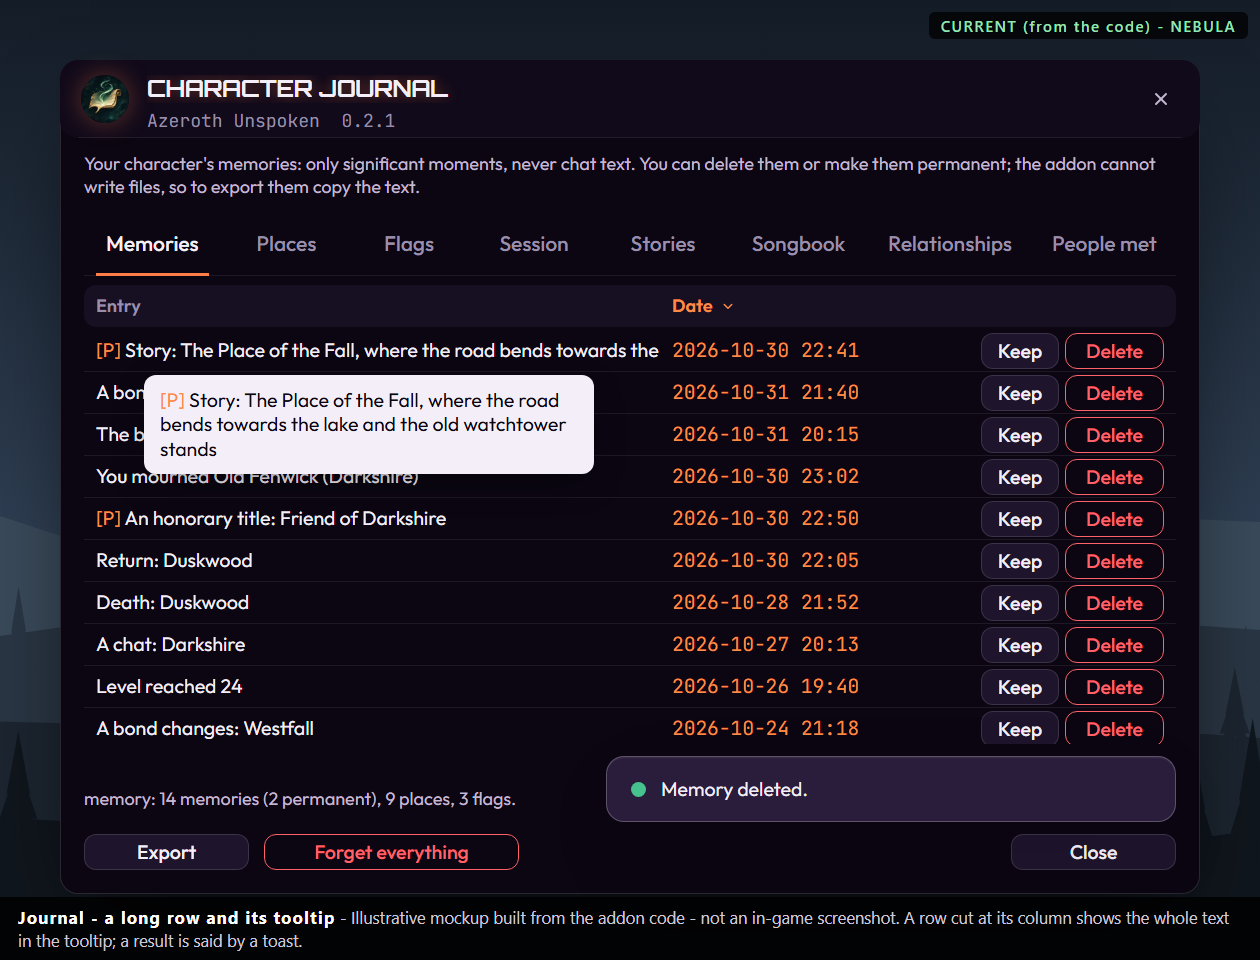 CURRENT (from the code) - NEBULA
CHARACTER JOURNAL
Azeroth Unspoken 0.2.1
Your character's memories: only significant moments, never chat text. You can delete them or make them permanent; the addon cannot
write files, so to export them copy the text.
Memories Places Flags Session Stories Songbook Relationships People met
Entry Date
[P] Story: The Place of the Fall, where the road bends towards the 2026-10-30 22:41 Keep Delete
A bon 2026-10-31 21:40 Keep Delete
[P] Story: The Place of the Fall, where the road
bends towards the lake and the old watchtower
stands
The b 2026-10-31 20:15 Keep Delete
You mourned Old Fenwick (Darkshire) 2026-10-30 23:02 Keep Delete
[P] An honorary title: Friend of Darkshire 2026-10-30 22:50 Keep Delete
Return: Duskwood 2026-10-30 22:05 Keep Delete
Death: Duskwood 2026-10-28 21:52 Keep Delete
A chat: Darkshire 2026-10-27 20:13 Keep Delete
Level reached 24 2026-10-26 19:40 Keep Delete
A bond changes: Westfall 2026-10-24 21:18 Keep Delete
Memory deleted.
memory: 14 memories (2 permanent), 9 places, 3 flags.
Export Forget everything Close
Journal - a long row and its tooltip - Illustrative mockup built from the addon code - not an in-game screenshot. A row cut at its column shows the whole text
in the tooltip; a result is said by a toast.